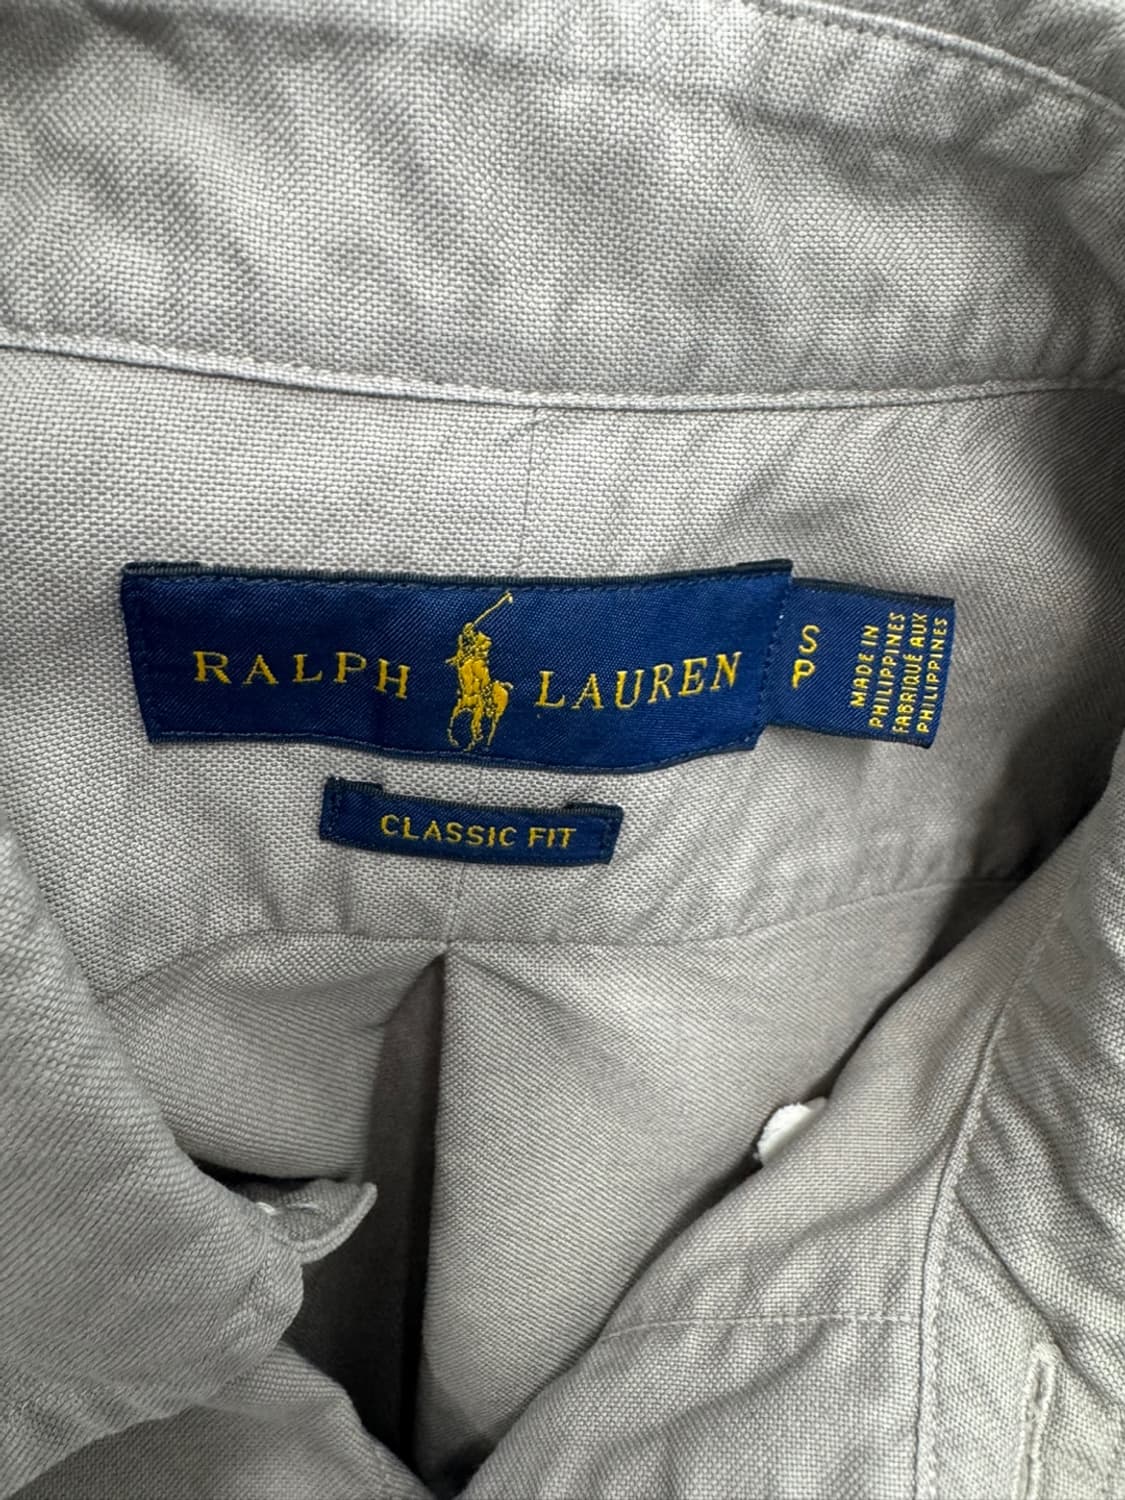 RALPH LAUREN
S
P
MADE IN
PHILIPPINES
FABRIQUÉ AUX
PHILIPPINES
CLASSIC FIT